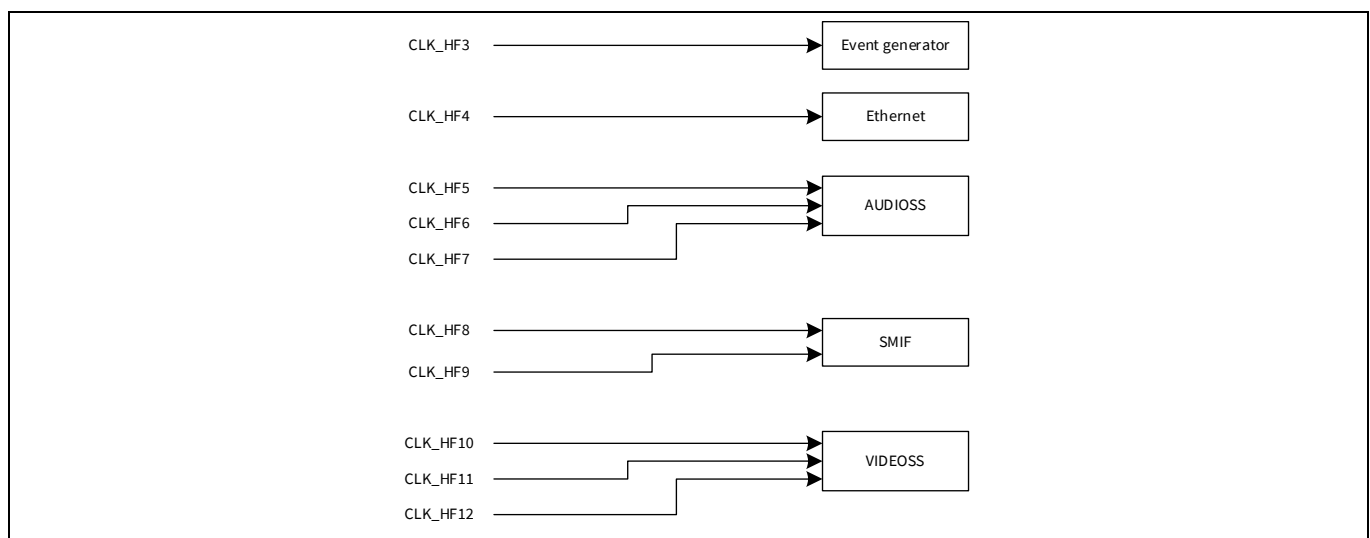 CLK_HF3
Event generator
CLK_HF4
Ethernet
CLK_HF5
CLK_HF6
CLK_HF7
AUDIOSS
CLK_HF8
CLK_HF9
SMIF
CLK_HF10
CLK_HF11
CLK_HF12
VIDEOSS